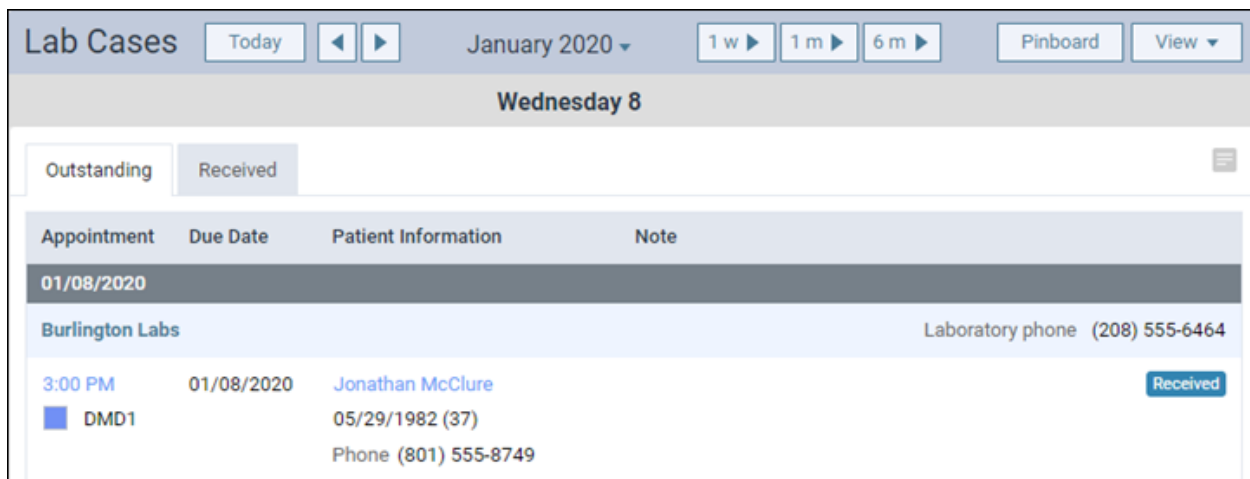 Lab Cases Today January 2020 1 w 1 m 6 m Pinboard View
Wednesday 8
Outstanding Received
Appointment Due Date Patient Information Note
01/08/2020
Burlington Labs Laboratory phone (208) 555-6464
3:00 PM 01/08/2020 Jonathan McClure Received
DMD1 05/29/1982 (37)
Phone (801) 555-8749